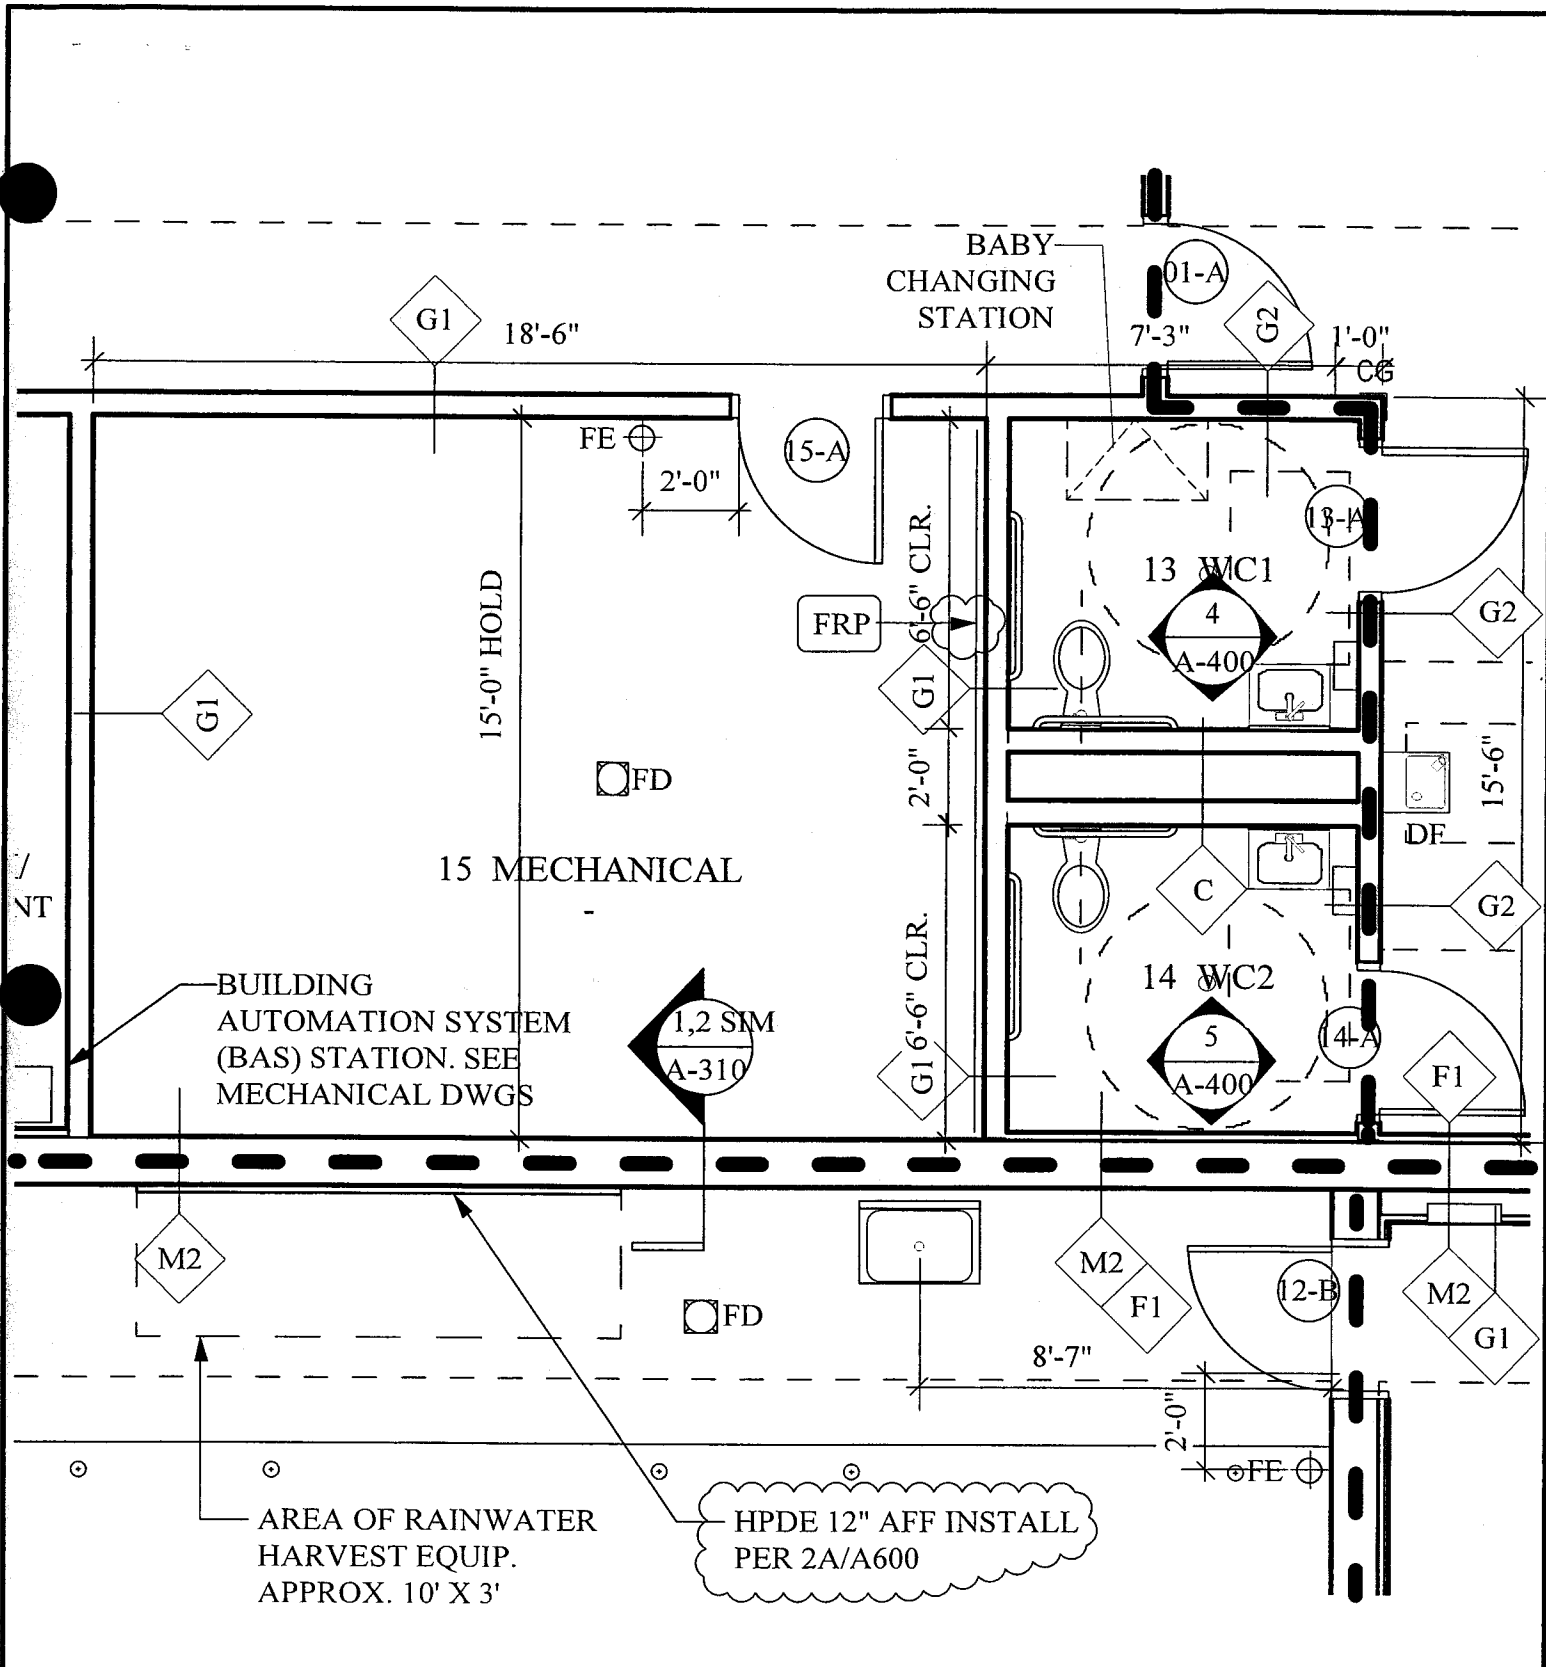 BABY
CHANGING
STATION
01-A
G1
18'-6"
7'-3"
G2
1'-0"
CG
FE
15-A
2'-0"
6'-6" CLR.
13-A
15'-0" HOLD
13 WC1
FRP
4
A-400
G2
G1
G1
FD
2'-0"
15'-6"
DF
15 MECHANICAL
-
C
G2
/
NT
6'-6" CLR.
14 WC2
BUILDING
AUTOMATION SYSTEM
(BAS) STATION. SEE
MECHANICAL DWGS
1,2 SIM
A-310
G1
5
A-400
14-A
F1
M2
M2
F1
12-B
M2
G1
FD
8'-7"
2'-0"
FE
AREA OF RAINWATER
HARVEST EQUIP.
APPROX. 10' X 3'
HPDE 12" AFF INSTALL
PER 2A/A600